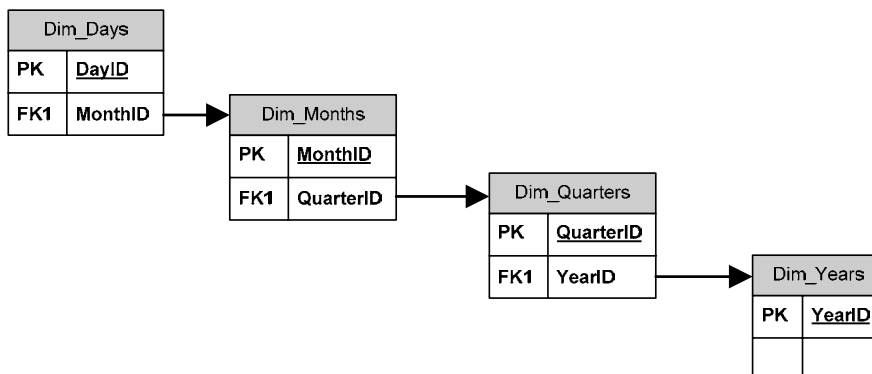 Dim_Days
PK DayID
FK1 MonthID
Dim_Months
PK MonthID
FK1 QuarterID
Dim_Quarters
PK QuarterID
FK1 YearID
Dim_Years
PK YearID